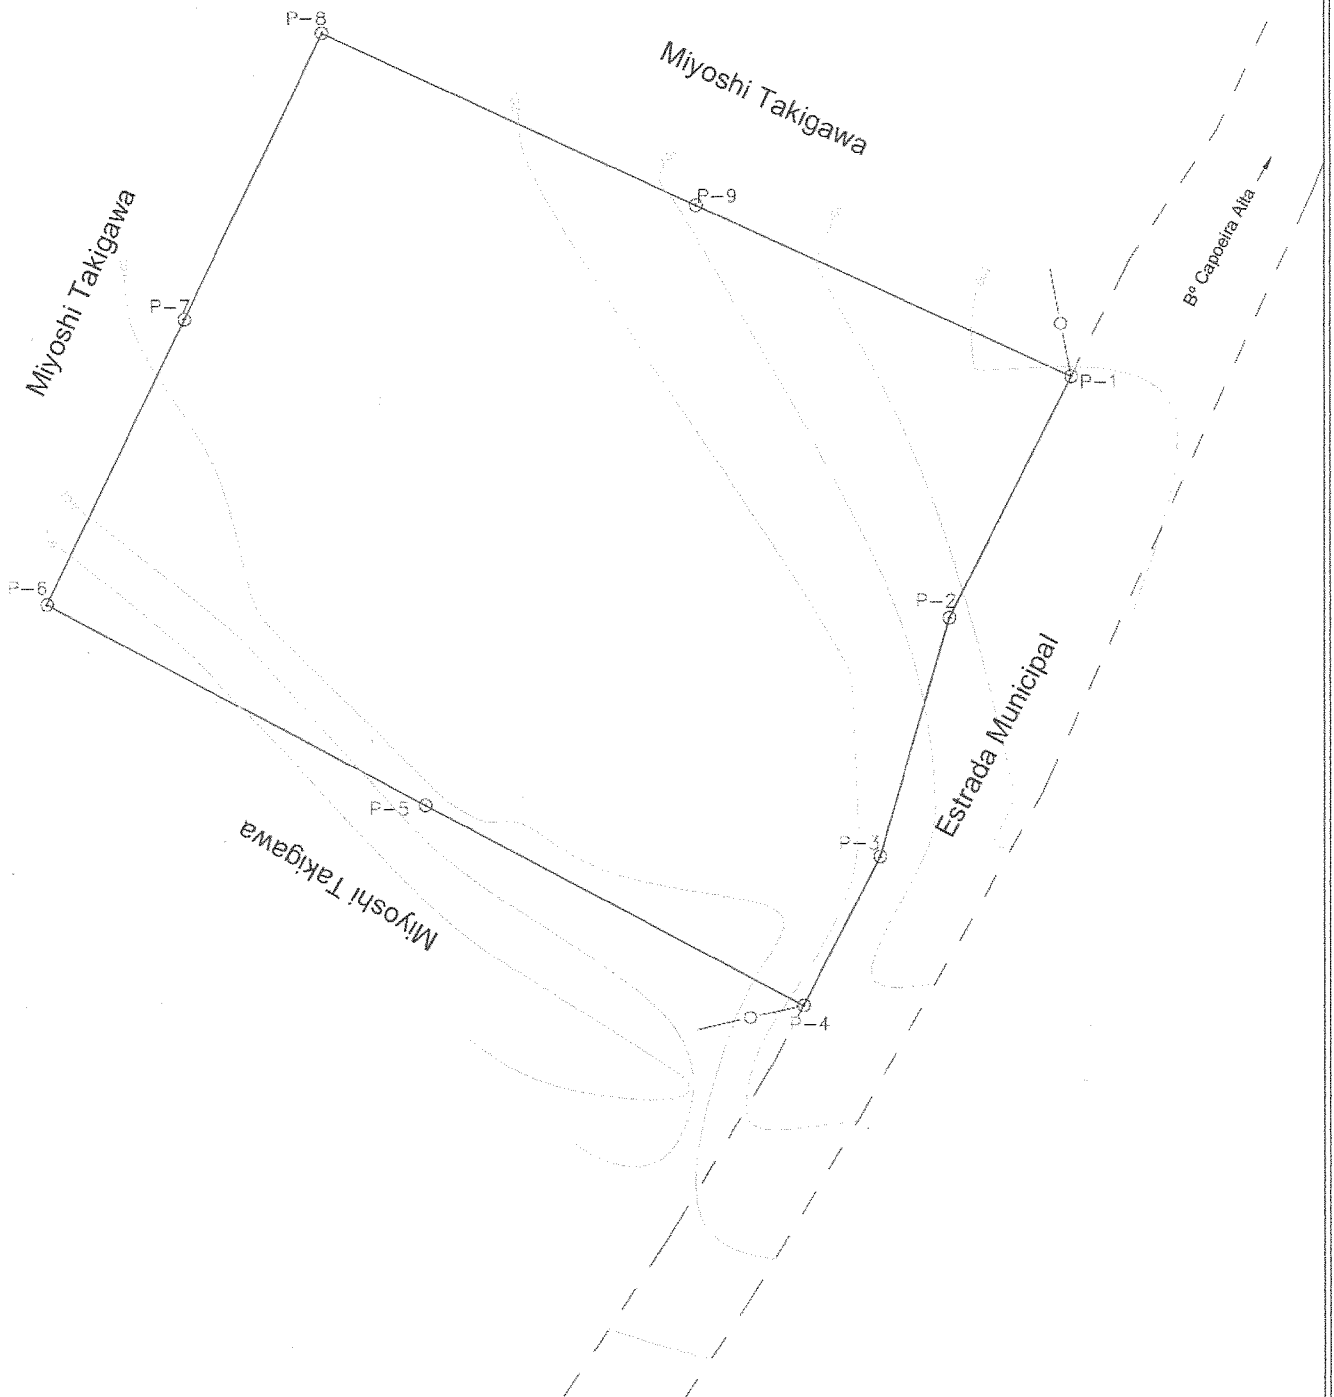 P-8
Miyoshi Takigawa
P-9
Bº Capoeira Alta
Miyoshi Takigawa
P-7
P-1
P-6
P-2
Estrada Municipal
P-5
Miyoshi Takigawa
P-3
P-4